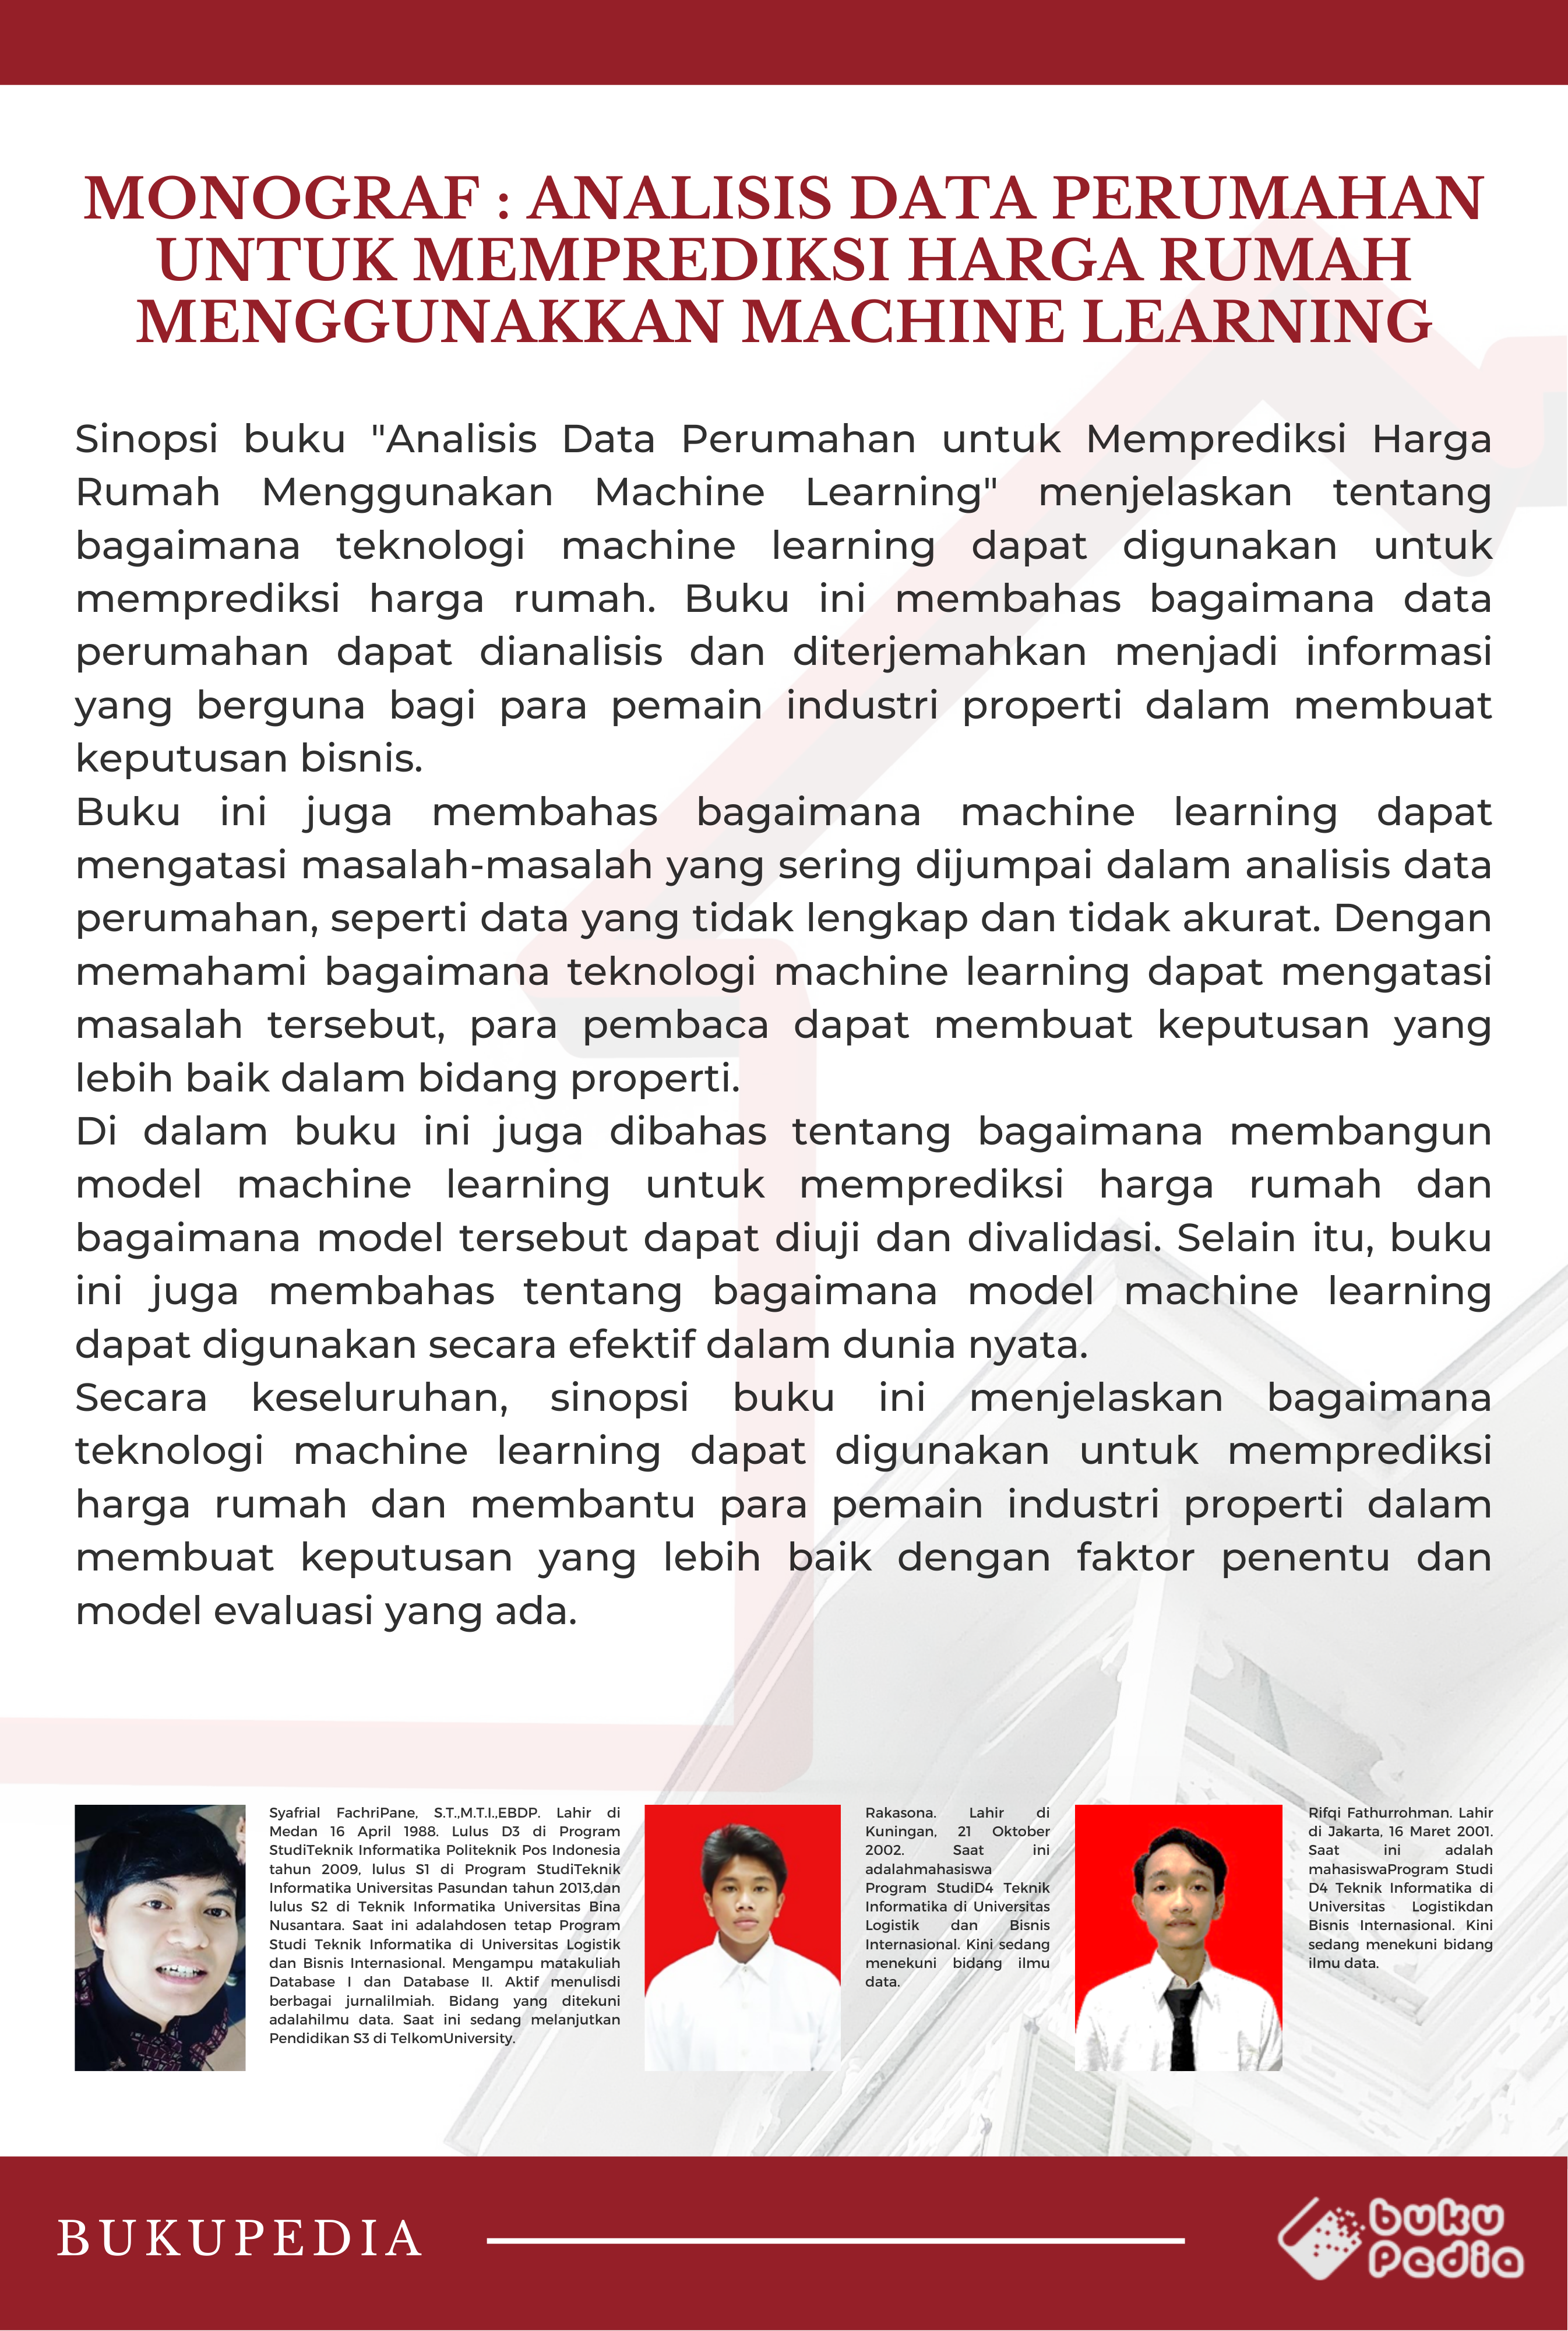 MONOGRAF : ANALISIS DATA PERUMAHAN
UNTUK MEMPREDIKSI HARGA RUMAH
MENGGUNAKKAN MACHINE LEARNING
Sinopsi buku "Analisis Data Perumahan untuk Memprediksi Harga
Rumah Menggunakan Machine Learning" menjelaskan tentang
bagaimana teknologi machine learning dapat digunakan untuk
memprediksi harga rumah. Buku ini membahas bagaimana data
perumahan dapat dianalisis dan diterjemahkan menjadi informasi
yang berguna bagi para pemain industri properti dalam membuat
keputusan bisnis.
Buku ini juga membahas bagaimana machine learning dapat
mengatasi masalah-masalah yang sering dijumpai dalam analisis data
perumahan, seperti data yang tidak lengkap dan tidak akurat. Dengan
memahami bagaimana teknologi machine learning dapat mengatasi
masalah tersebut, para pembaca dapat membuat keputusan yang
lebih baik dalam bidang properti.
Di dalam buku ini juga dibahas tentang bagaimana membangun
model machine learning untuk memprediksi harga rumah dan
bagaimana model tersebut dapat diuji dan divalidasi. Selain itu, buku
ini juga membahas tentang bagaimana model machine learning
dapat digunakan secara efektif dalam dunia nyata.
Secara keseluruhan, sinopsi buku ini menjelaskan bagaimana
teknologi machine learning dapat digunakan untuk memprediksi
harga rumah dan membantu para pemain industri properti dalam
membuat keputusan yang lebih baik dengan faktor penentu dan
model evaluasi yang ada.
Syafrial FachriPane, S.T.,M.T.I.,EBDP. Lahir di
Medan 16 April 1988. Lulus D3 di Program
StudiTeknik Informatika Politeknik Pos Indonesia
tahun 2009, lulus S1 di Program StudiTeknik
Informatika Universitas Pasundan tahun 2013,dan
lulus S2 di Teknik Informatika Universitas Bina
Nusantara. Saat ini adalahdosen tetap Program
Studi Teknik Informatika di Universitas Logistik
dan Bisnis Internasional. Mengampu matakuliah
Database I dan Database II. Aktif menulisdi
berbagai jurnalilmiah. Bidang yang ditekuni
adalahilmu data. Saat ini sedang melanjutkan
Pendidikan S3 di TelkomUniversity.
Rakasona. Lahir di
Kuningan, 21 Oktober
2002. Saat ini
adalahmahasiswa
Program StudiD4 Teknik
Informatika di Universitas
Logistik dan Bisnis
Internasional. Kini sedang
menekuni bidang ilmu
data.
Rifqi Fathurrohman. Lahir
di Jakarta, 16 Maret 2001.
Saat ini adalah
mahasiswaProgram Studi
D4 Teknik Informatika di
Universitas Logistikdan
Bisnis Internasional. Kini
sedang menekuni bidang
ilmu data.
BUKUPEDIA
buku
Pedia